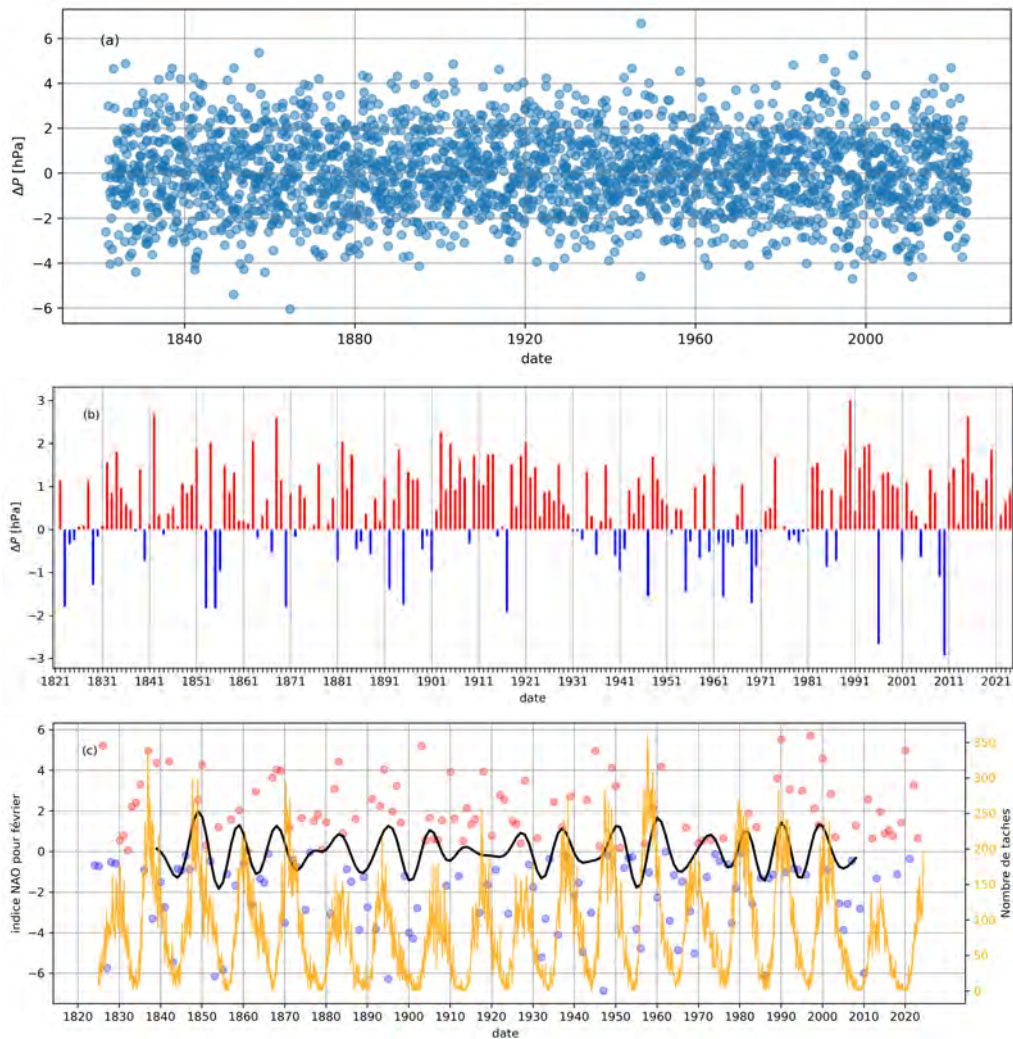 6
(a)
4
2
0
−2
−4
−6
ΔP [hPa]
1840 1880 1920 1960 2000
date
3
(b)
2
1
0
−1
−2
−3
ΔP [hPa]
1821 1831 1841 1851 1861 1871 1881 1891 1901 1911 1921 1931 1941 1951 1961 1971 1981 1991 2001 2011 2021
date
6
(c)
4
2
0
−2
−4
−6
indice NAO pour février
350
300
250
200
150
100
50
0
Nombre de taches
1820 1830 1840 1850 1860 1870 1880 1890 1900 1910 1920 1930 1940 1950 1960 1970 1980 1990 2000 2010 2020
date